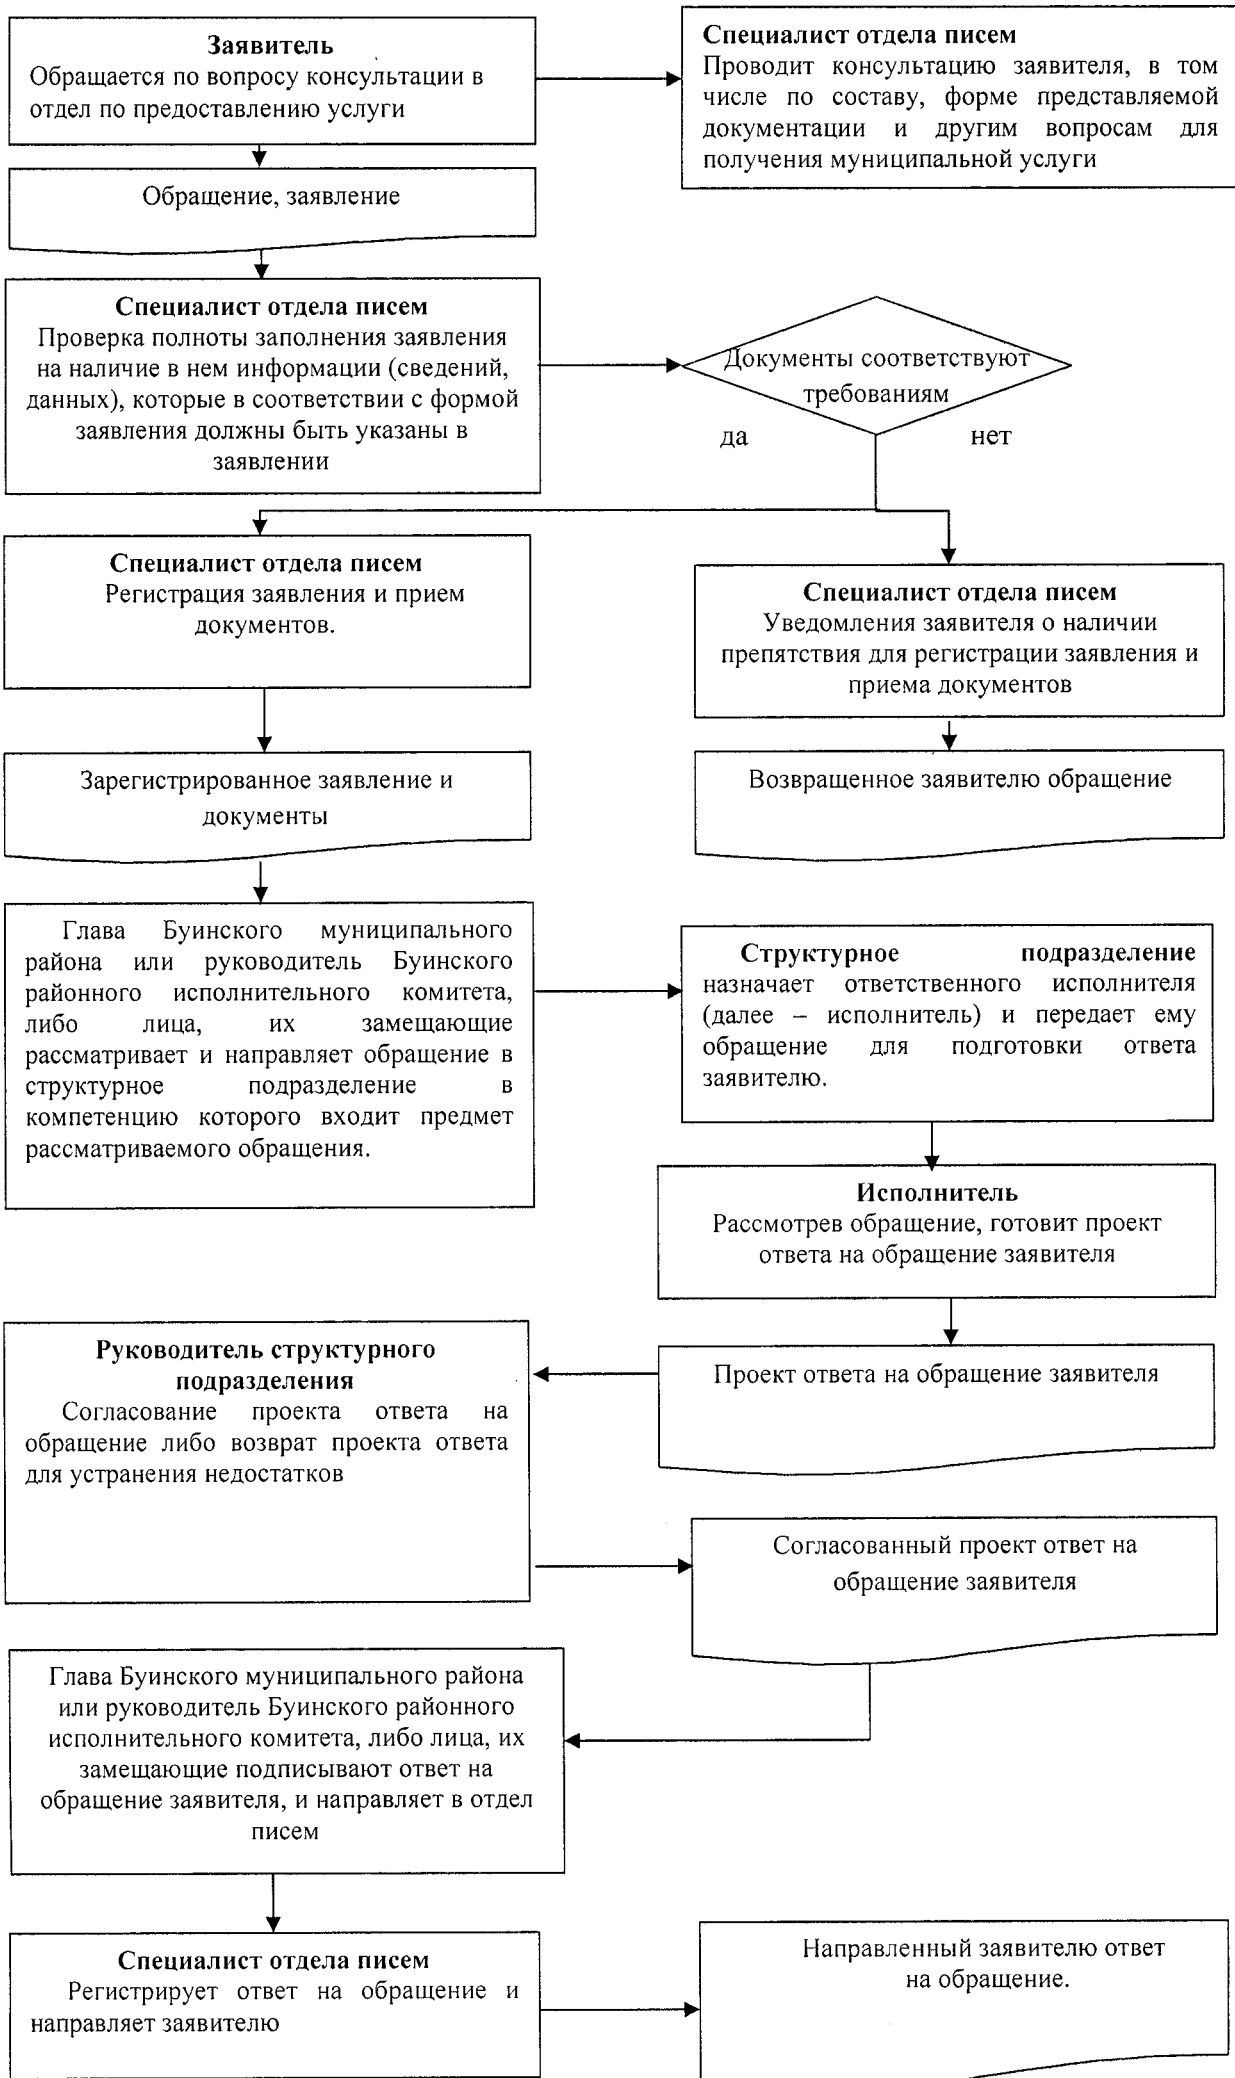 Заявитель
Обращается по вопросу консультации в
отдел по предоставлению услуги
Специалист отдела писем
Проводит консультацию заявителя, в том
числе по составу, форме представляемой
документации и другим вопросам для
получения муниципальной услуги
Обращение, заявление
Специалист отдела писем
Проверка полноты заполнения заявления
на наличие в нем информации (сведений,
данных), которые в соответствии с формой
заявления должны быть указаны в
заявлении
Документы соответствуют
требованиям
да
нет
Специалист отдела писем
Регистрация заявления и прием
документов.
Специалист отдела писем
Уведомления заявителя о наличии
препятствия для регистрации заявления и
приема документов
Зарегистрированное заявление и
документы
Возвращенное заявителю обращение
Глава Буинского муниципального
района или руководитель Буинского
районного исполнительного комитета,
либо лица, их замещающие
рассматривает и направляет обращение в
структурное подразделение в
компетенцию которого входит предмет
рассматриваемого обращения.
Структурное подразделение
назначает ответственного исполнителя
(далее – исполнитель) и передает ему
обращение для подготовки ответа
заявителю.
Исполнитель
Рассмотрев обращение, готовит проект
ответа на обращение заявителя
Руководитель структурного
подразделения
Согласование проекта ответа на
обращение либо возврат проекта ответа
для устранения недостатков
Проект ответа на обращение заявителя
Согласованный проект ответ на
обращение заявителя
Глава Буинского муниципального района
или руководитель Буинского районного
исполнительного комитета, либо лица, их
замещающие подписывают ответ на
обращение заявителя, и направляет в отдел
писем
Специалист отдела писем
Регистрирует ответ на обращение и
направляет заявителю
Направленный заявителю ответ
на обращение.